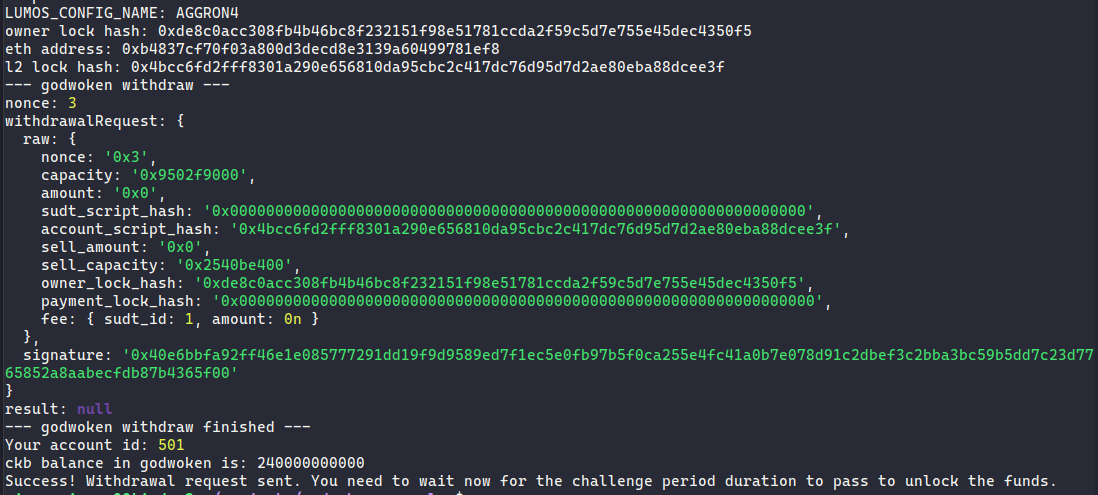 LUMOS_CONFIG_NAME: AGGRON4
owner lock hash: 0xde8c0acc308fb4b46bc8f232151f98e51781ccda2f59c5d7e755e45dec4350f5
eth address: 0xb4837cf70f03a800d3decd8e3139a60499781ef8
l2 lock hash: 0x4bcc6fd2fff8301a290e656810da95cbc2c417dc76d95d7d2ae80eba88dcee3f
--- godwoken withdraw ---
nonce: 3
withdrawalRequest: {
  raw: {
    nonce: '0x3',
    capacity: '0x9502f9000',
    amount: '0x0',
    sudt_script_hash: '0x0000000000000000000000000000000000000000000000000000000000000000',
    account_script_hash: '0x4bcc6fd2fff8301a290e656810da95cbc2c417dc76d95d7d2ae80eba88dcee3f',
    sell_amount: '0x0',
    sell_capacity: '0x2540be400',
    owner_lock_hash: '0xde8c0acc308fb4b46bc8f232151f98e51781ccda2f59c5d7e755e45dec4350f5',
    payment_lock_hash: '0x0000000000000000000000000000000000000000000000000000000000000000',
    fee: { sudt_id: 1, amount: 0n }
  },
  signature: '0x40e6bbfa92ff46e1e085777291dd19f9d9589ed7f1ec5e0fb97b5f0ca255e4fc41a0b7e078d91c2dbef3c2bba3bc59b5dd7c23d77
65852a8aabecfdb87b4365f00'
}
result: null
--- godwoken withdraw finished ---
Your account id: 501
ckb balance in godwoken is: 240000000000
Success! Withdrawal request sent. You need to wait now for the challenge period duration to pass to unlock the funds.